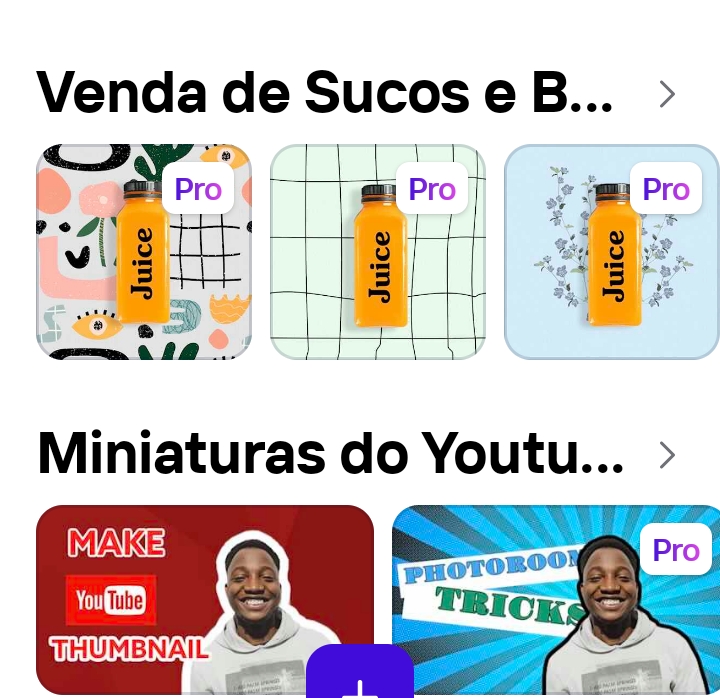 Venda de Sucos e B...
Pro
Pro
Pro
Juice
Juice
Juice
Miniaturas do Youtu...
MAKE
YouTube
THUMBNAIL
Pro
PHOTOROOM
TRICKS